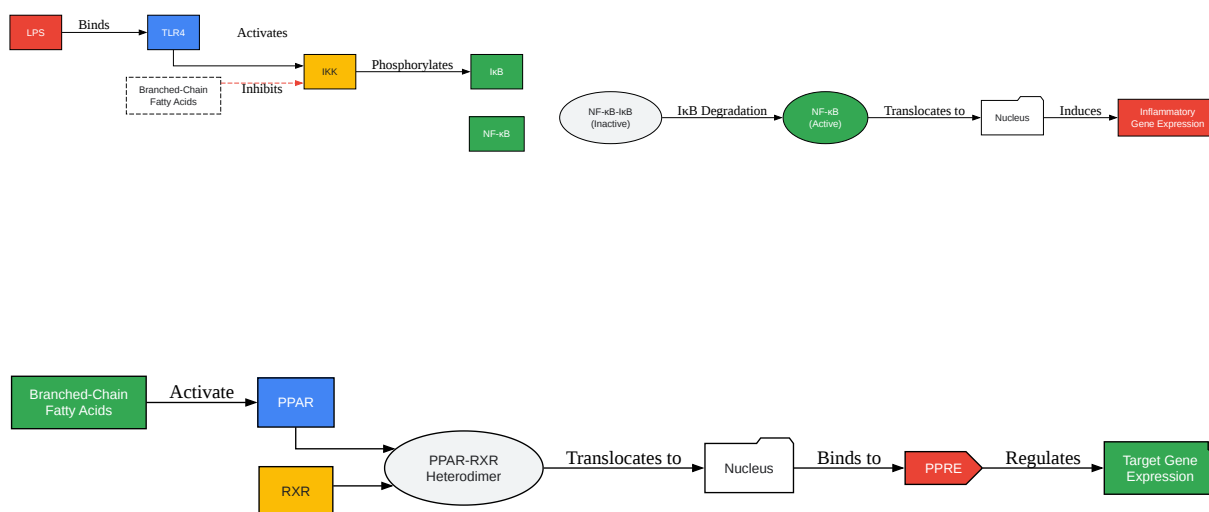 LPS
Binds
TLR4
Activates
Branched-Chain
Fatty Acids
Inhibits
IKK
Phosphorylates
IκB
NF-κB
NF-κB-IκB
(Inactive)
IκB Degradation
NF-κB
(Active)
Translocates to
Nucleus
Induces
Inflammatory
Gene Expression
Branched-Chain
Fatty Acids
Activate
PPAR
RXR
PPAR-RXR
Heterodimer
Translocates to
Nucleus
Binds to
PPRE
Regulates
Target Gene
Expression